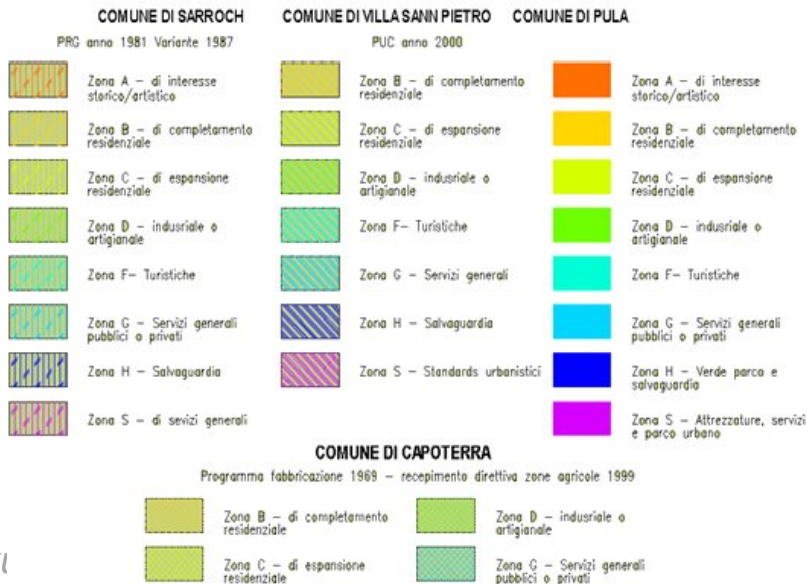 COMUNE DI SARROCH
PRG anno 1981 Variante 1987
Zona A – di interesse
storico/artistico
Zona B – di completamento
residenziale
Zona C – di espansione
residenziale
Zona D – indusriale o
artigianale
Zona F– Turistiche
Zona G – Servizi generali
pubblici o privati
Zona H – Salvaguardia
Zona S – di sevizi generali
COMUNE DI VILLA SANN PIETRO
PUC anno 2000
Zona B – di completamento
residenziale
Zona C – di espansione
residenziale
Zona D – indusriale o
artigianale
Zona F– Turistiche
Zona G – Servizi generali
Zona H – Salvaguardia
Zona S – Standards urbanistici
COMUNE DI PULA
Zona A – di interesse
storico/artistico
Zona B – di completamento
residenziale
Zona C – di espansione
residenziale
Zona D – indusriale o
artigianale
Zona F– Turistiche
Zona G – Servizi generali
pubblici o privati
Zona H – Verde parco e
salvaguardia
Zona S – Attrezzature, servizi
e parco urbano
COMUNE DI CAPOTERRA
Programma fabbricazione 1969 – recepimento direttiva zone agricole 1999
Zona B – di completamento
residenziale
Zona C – di espansione
residenziale
Zona D – indusriale o
artigianale
Zona G – Servizi generali
pubblici o privati